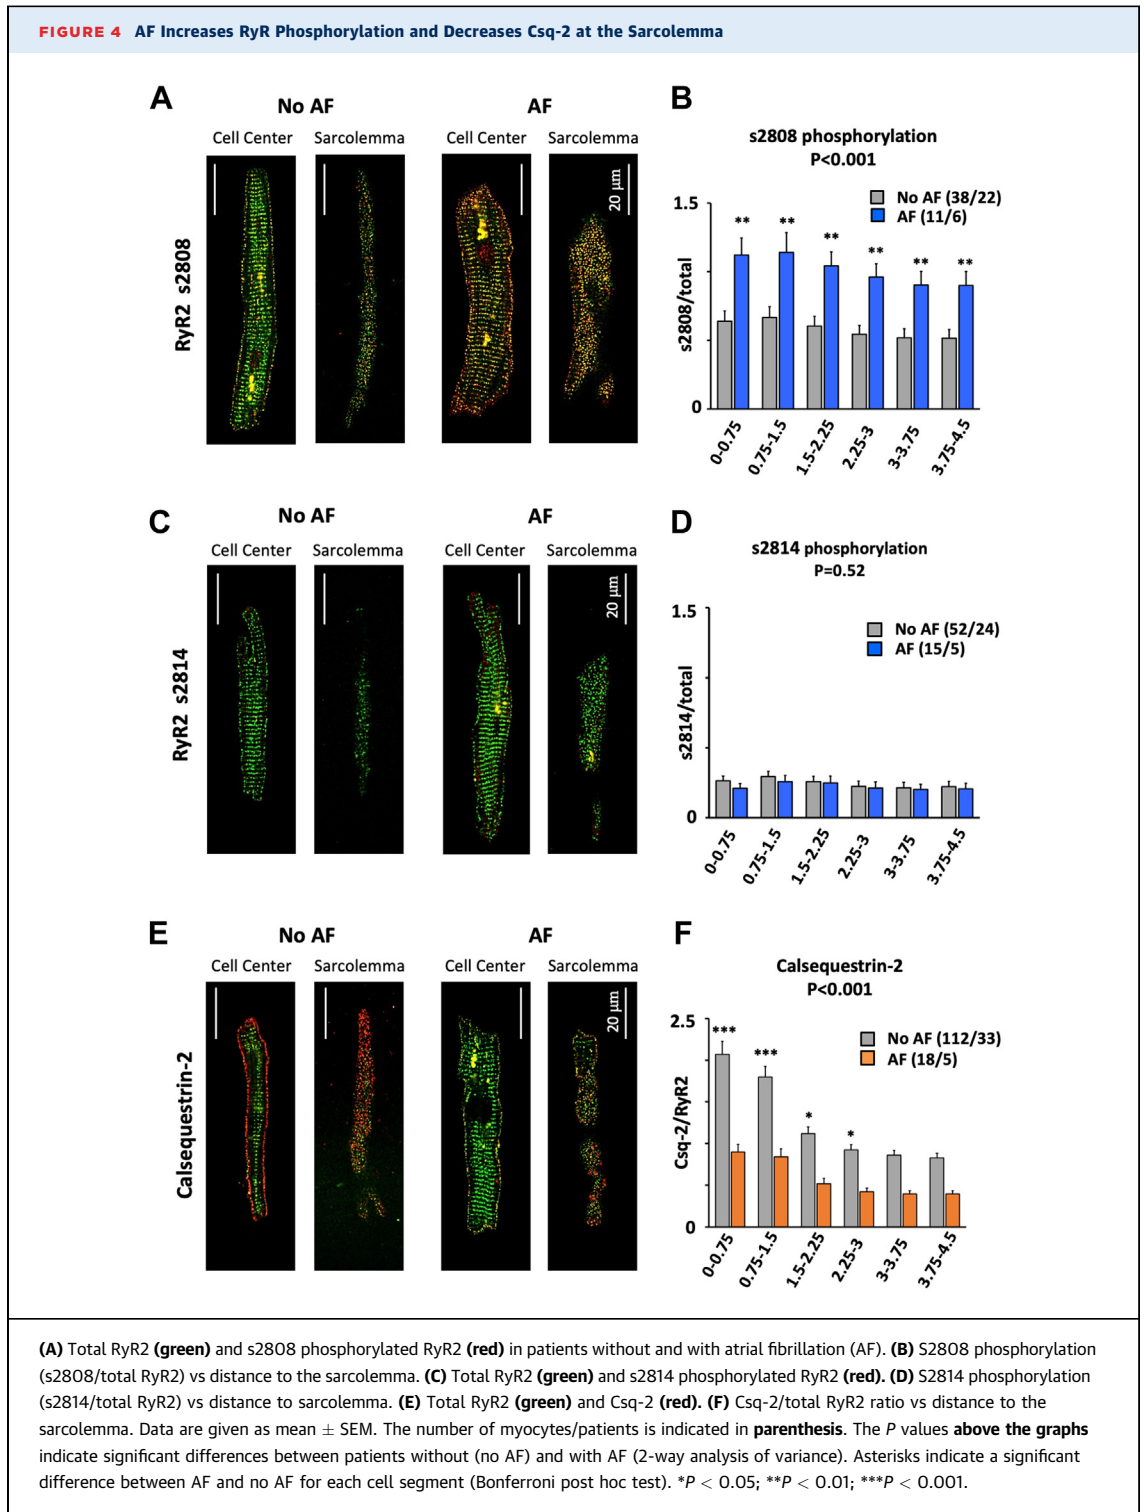 FIGURE 4 AF Increases RyR Phosphorylation and Decreases Csq-2 at the Sarcolemma
A
No AF
AF
Cell Center
Sarcolemma
Cell Center
Sarcolemma
RyR2 s2808
20 µm
B
s2808 phosphorylation
P<0.001
No AF (38/22)
AF (11/6)
1.5
s2808/total
0
** ** ** ** ** **
0-0.75
0.75-1.5
1.5-2.25
2.25-3
3-3.75
3.75-4.5
C
No AF
AF
Cell Center
Sarcolemma
Cell Center
Sarcolemma
RyR2 s2814
20 µm
D
s2814 phosphorylation
P=0.52
1.5
No AF (52/24)
AF (15/5)
s2814/total
0
0-0.75
0.75-1.5
1.5-2.25
2.25-3
3-3.75
3.75-4.5
E
No AF
AF
Cell Center
Sarcolemma
Cell Center
Sarcolemma
Calsequestrin-2
20 µm
F
Calsequestrin-2
P<0.001
2.5
No AF (112/33)
AF (18/5)
Csq-2/RyR2
0
*** *** * *
0-0.75
0.75-1.5
1.5-2.25
2.25-3
3-3.75
3.75-4.5
(A) Total RyR2 (green) and s2808 phosphorylated RyR2 (red) in patients without and with atrial fibrillation (AF). (B) S2808 phosphorylation
(s2808/total RyR2) vs distance to the sarcolemma. (C) Total RyR2 (green) and s2814 phosphorylated RyR2 (red). (D) S2814 phosphorylation
(s2814/total RyR2) vs distance to sarcolemma. (E) Total RyR2 (green) and Csq-2 (red). (F) Csq-2/total RyR2 ratio vs distance to the
sarcolemma. Data are given as mean ± SEM. The number of myocytes/patients is indicated in parenthesis. The P values above the graphs
indicate significant differences between patients without (no AF) and with AF (2-way analysis of variance). Asterisks indicate a significant
difference between AF and no AF for each cell segment (Bonferroni post hoc test). *P < 0.05; **P < 0.01; ***P < 0.001.